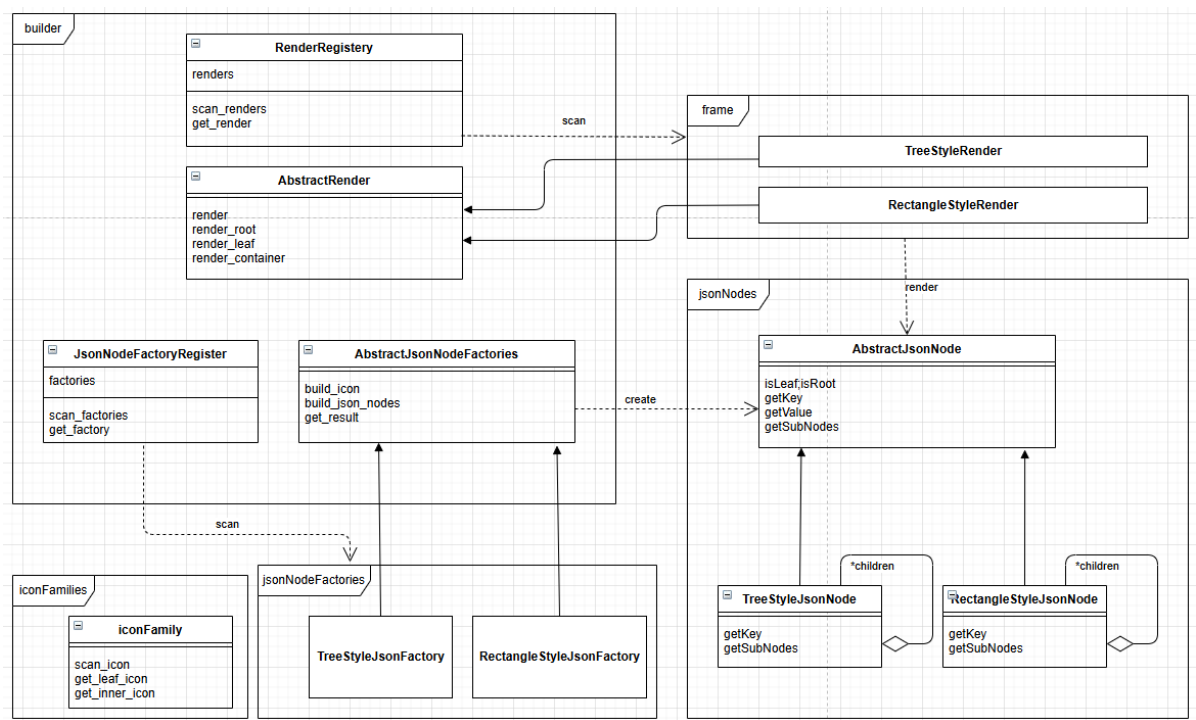 builder
RenderRegistery
renders
scan_renders
get_render
scan
frame
TreeStyleRender
RectangleStyleRender
AbstractRender
render
render_root
render_leaf
render_container
render
jsonNodes
JsonNodeFactoryRegister
factories
scan_factories
get_factory
AbstractJsonNodeFactories
build_icon
build_json_nodes
get_result
create
AbstractJsonNode
isLeaf;isRoot
getKey
getValue
getSubNodes
scan
iconFamilies
iconFamily
scan_icon
get_leaf_icon
get_inner_icon
jsonNodeFactories
TreeStyleJsonFactory
RectangleStyleJsonFactory
*children
TreeStyleJsonNode
getKey
getSubNodes
*children
RectangleStyleJsonNode
getKey
getSubNodes